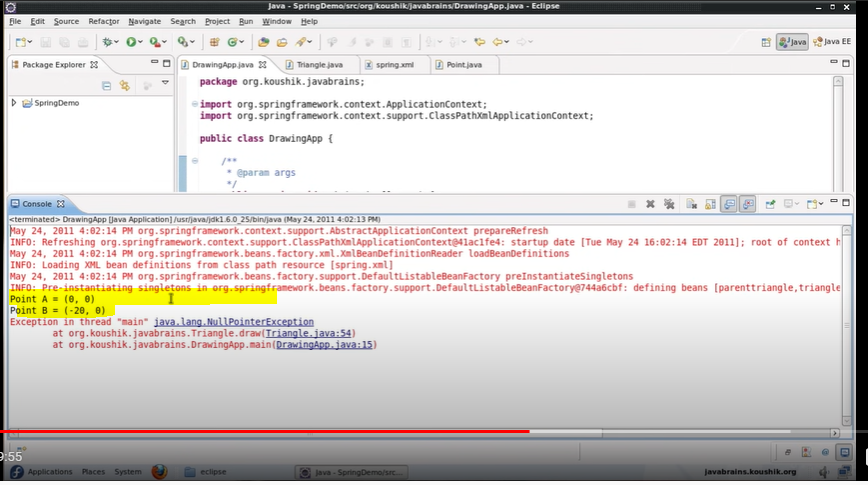 Java - SpringDemo/src/org/koushik/javabrains/DrawingApp.java - Eclipse
File Edit Source Refactor Navigate Search Project Run Window Help
Java Java EE
Package Explorer
DrawingApp.java Triangle.java spring.xml Point.java
SpringDemo
package org.koushik.javabrains;
import org.springframework.context.ApplicationContext;
import org.springframework.context.support.ClassPathXmlApplicationContext;
public class DrawingApp {
/**
* @param args
*/
Console
<terminated> DrawingApp [Java Application] /usr/java/jdk1.6.0_25/bin/java (May 24, 2011 4:02:13 PM)
May 24, 2011 4:02:14 PM org.springframework.context.support.AbstractApplicationContext prepareRefresh
INFO: Refreshing org.springframework.context.support.ClassPathXmlApplicationContext@41ac1fe4: startup date [Tue May 24 16:02:14 EDT 2011]; root of context h
May 24, 2011 4:02:14 PM org.springframework.beans.factory.xml.XmlBeanDefinitionReader loadBeanDefinitions
INFO: Loading XML bean definitions from class path resource [spring.xml]
May 24, 2011 4:02:14 PM org.springframework.beans.factory.support.DefaultListableBeanFactory preInstantiateSingletons
INFO: Pre-instantiating singletons in org.springframework.beans.factory.support.DefaultListableBeanFactory@744a6cbf: defining beans [parenttriangle,triangle
Point A = (0, 0)
Point B = (-20, 0)
Exception in thread "main" java.lang.NullPointerException
at org.koushik.javabrains.Triangle.draw(Triangle.java:54)
at org.koushik.javabrains.DrawingApp.main(DrawingApp.java:15)
9:55
Applications Places System eclipse Java - SpringDemo/src... javabrains.koushik.org